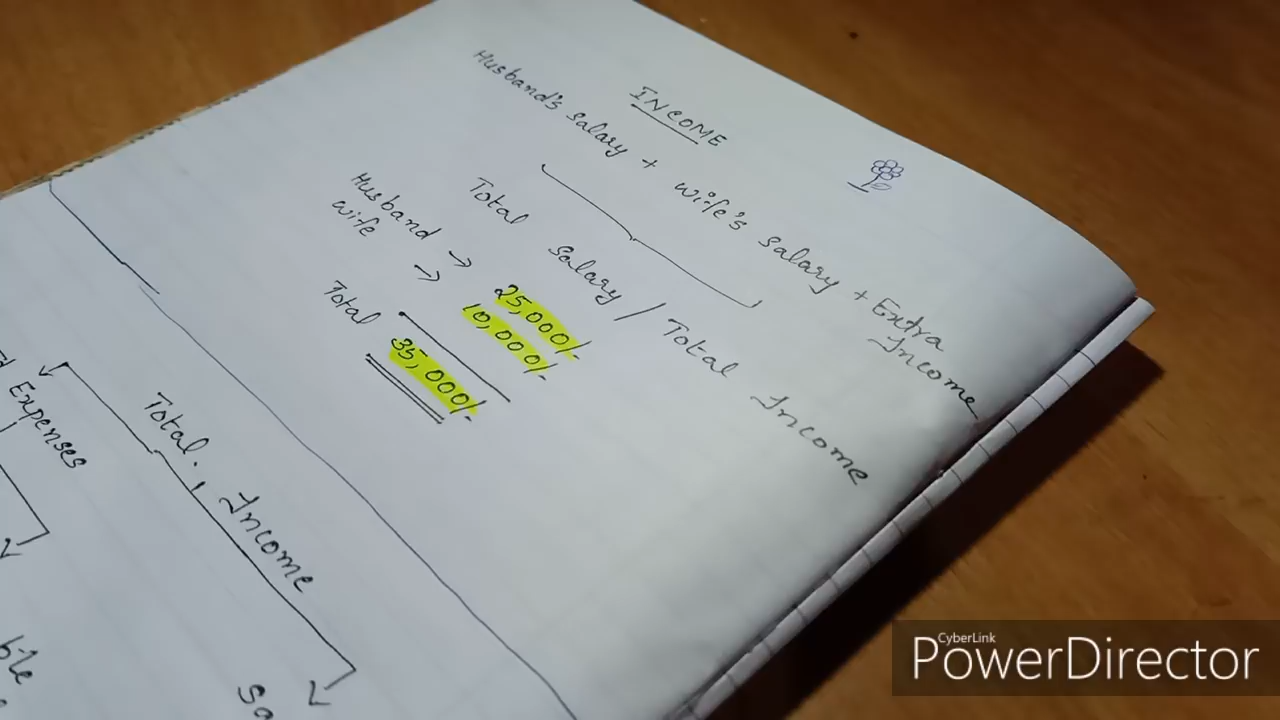 INCOME
Husband's salary + wife's salary + Extra Income
Total Salary / Total Income
Husband → 25,000/-
wife → 10,000/-
Total 35,000/-
Total Income
Expenses
CyberLink
PowerDirector